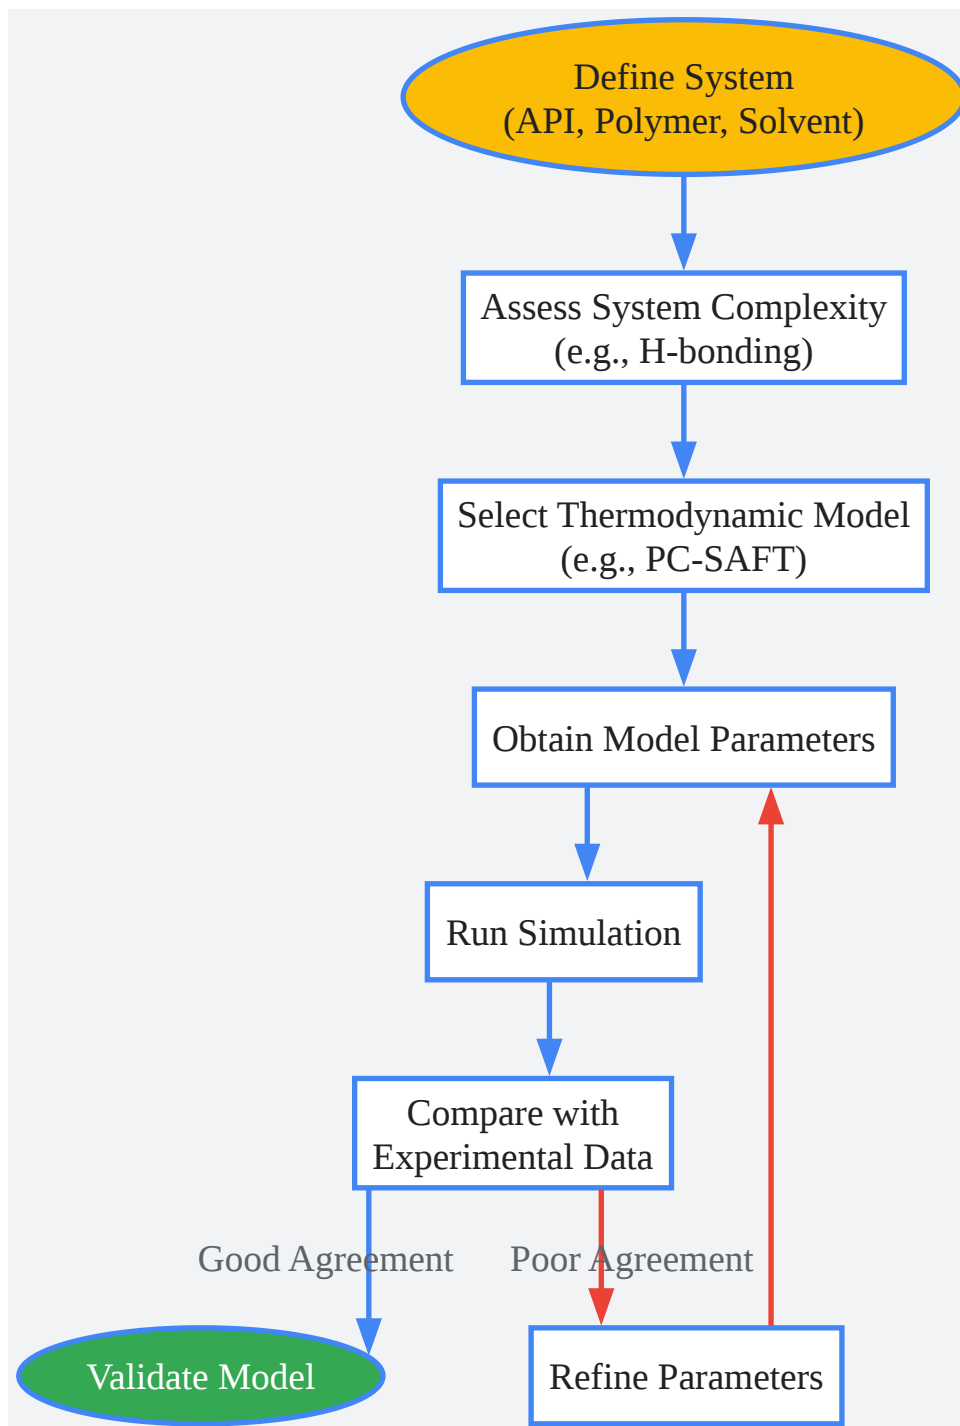 Define System
(API, Polymer, Solvent)
Assess System Complexity
(e.g., H-bonding)
Select Thermodynamic Model
(e.g., PC-SAFT)
Obtain Model Parameters
Run Simulation
Compare with
Experimental Data
Good Agreement
Poor Agreement
Validate Model
Refine Parameters